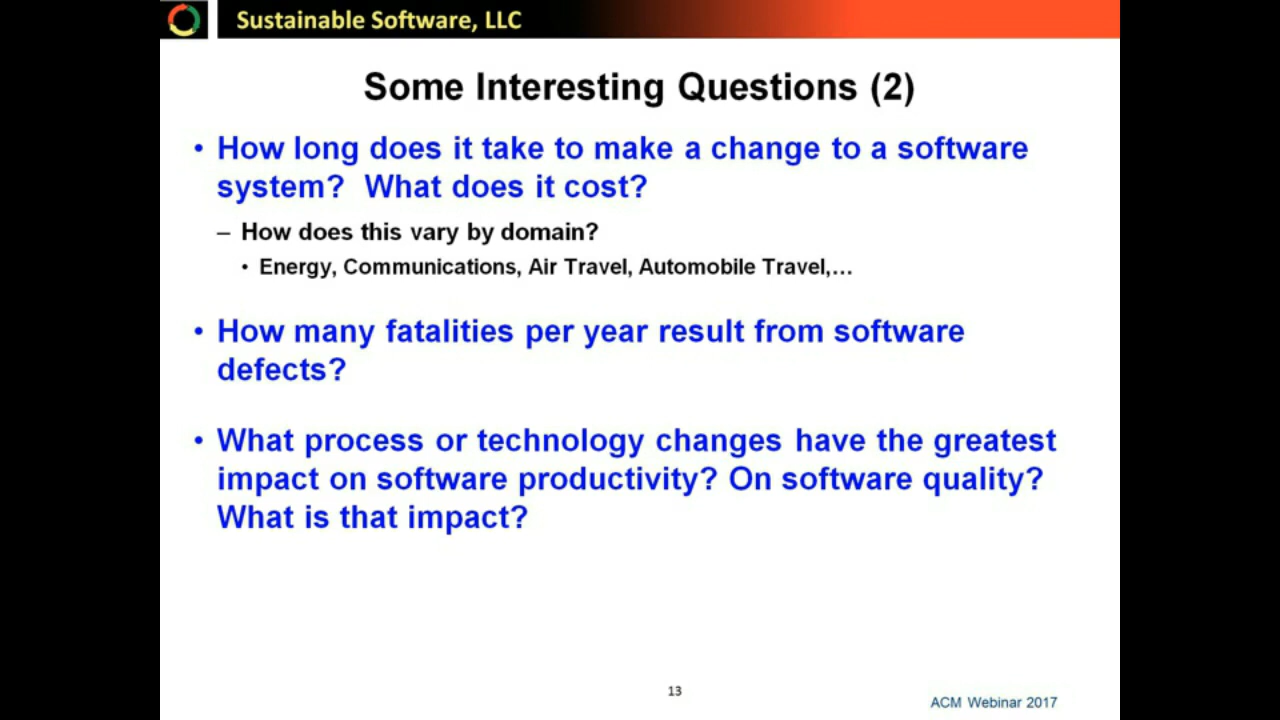 Sustainable Software, LLC
Some Interesting Questions (2)
• How long does it take to make a change to a software
system?  What does it cost?
– How does this vary by domain?
• Energy, Communications, Air Travel, Automobile Travel,…
• How many fatalities per year result from software
defects?
• What process or technology changes have the greatest
impact on software productivity? On software quality?
What is that impact?
13
ACM Webinar 2017